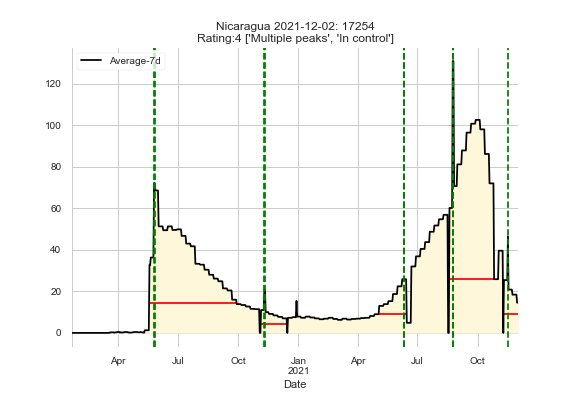 Nicaragua 2021-12-02: 17254
Rating:4 ['Multiple peaks', 'In control']
Average-7d
120
100
80
60
40
20
0
Apr Jul Oct Jan Apr Jul Oct
2021
Date